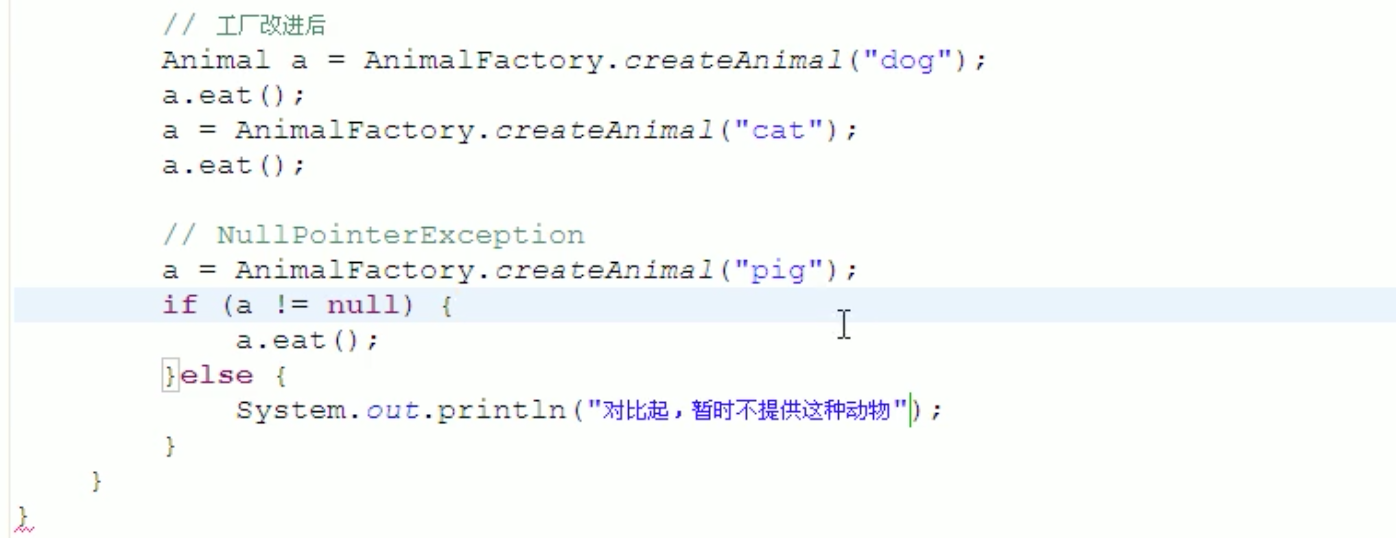 // 工厂改进后
Animal a = AnimalFactory.createAnimal("dog");
a.eat();
a = AnimalFactory.createAnimal("cat");
a.eat();
// NullPointerException
a = AnimalFactory.createAnimal("pig");
if (a != null) {
a.eat();
}else {
System.out.println("对比起，暂时不提供这种动物");
}
}
}